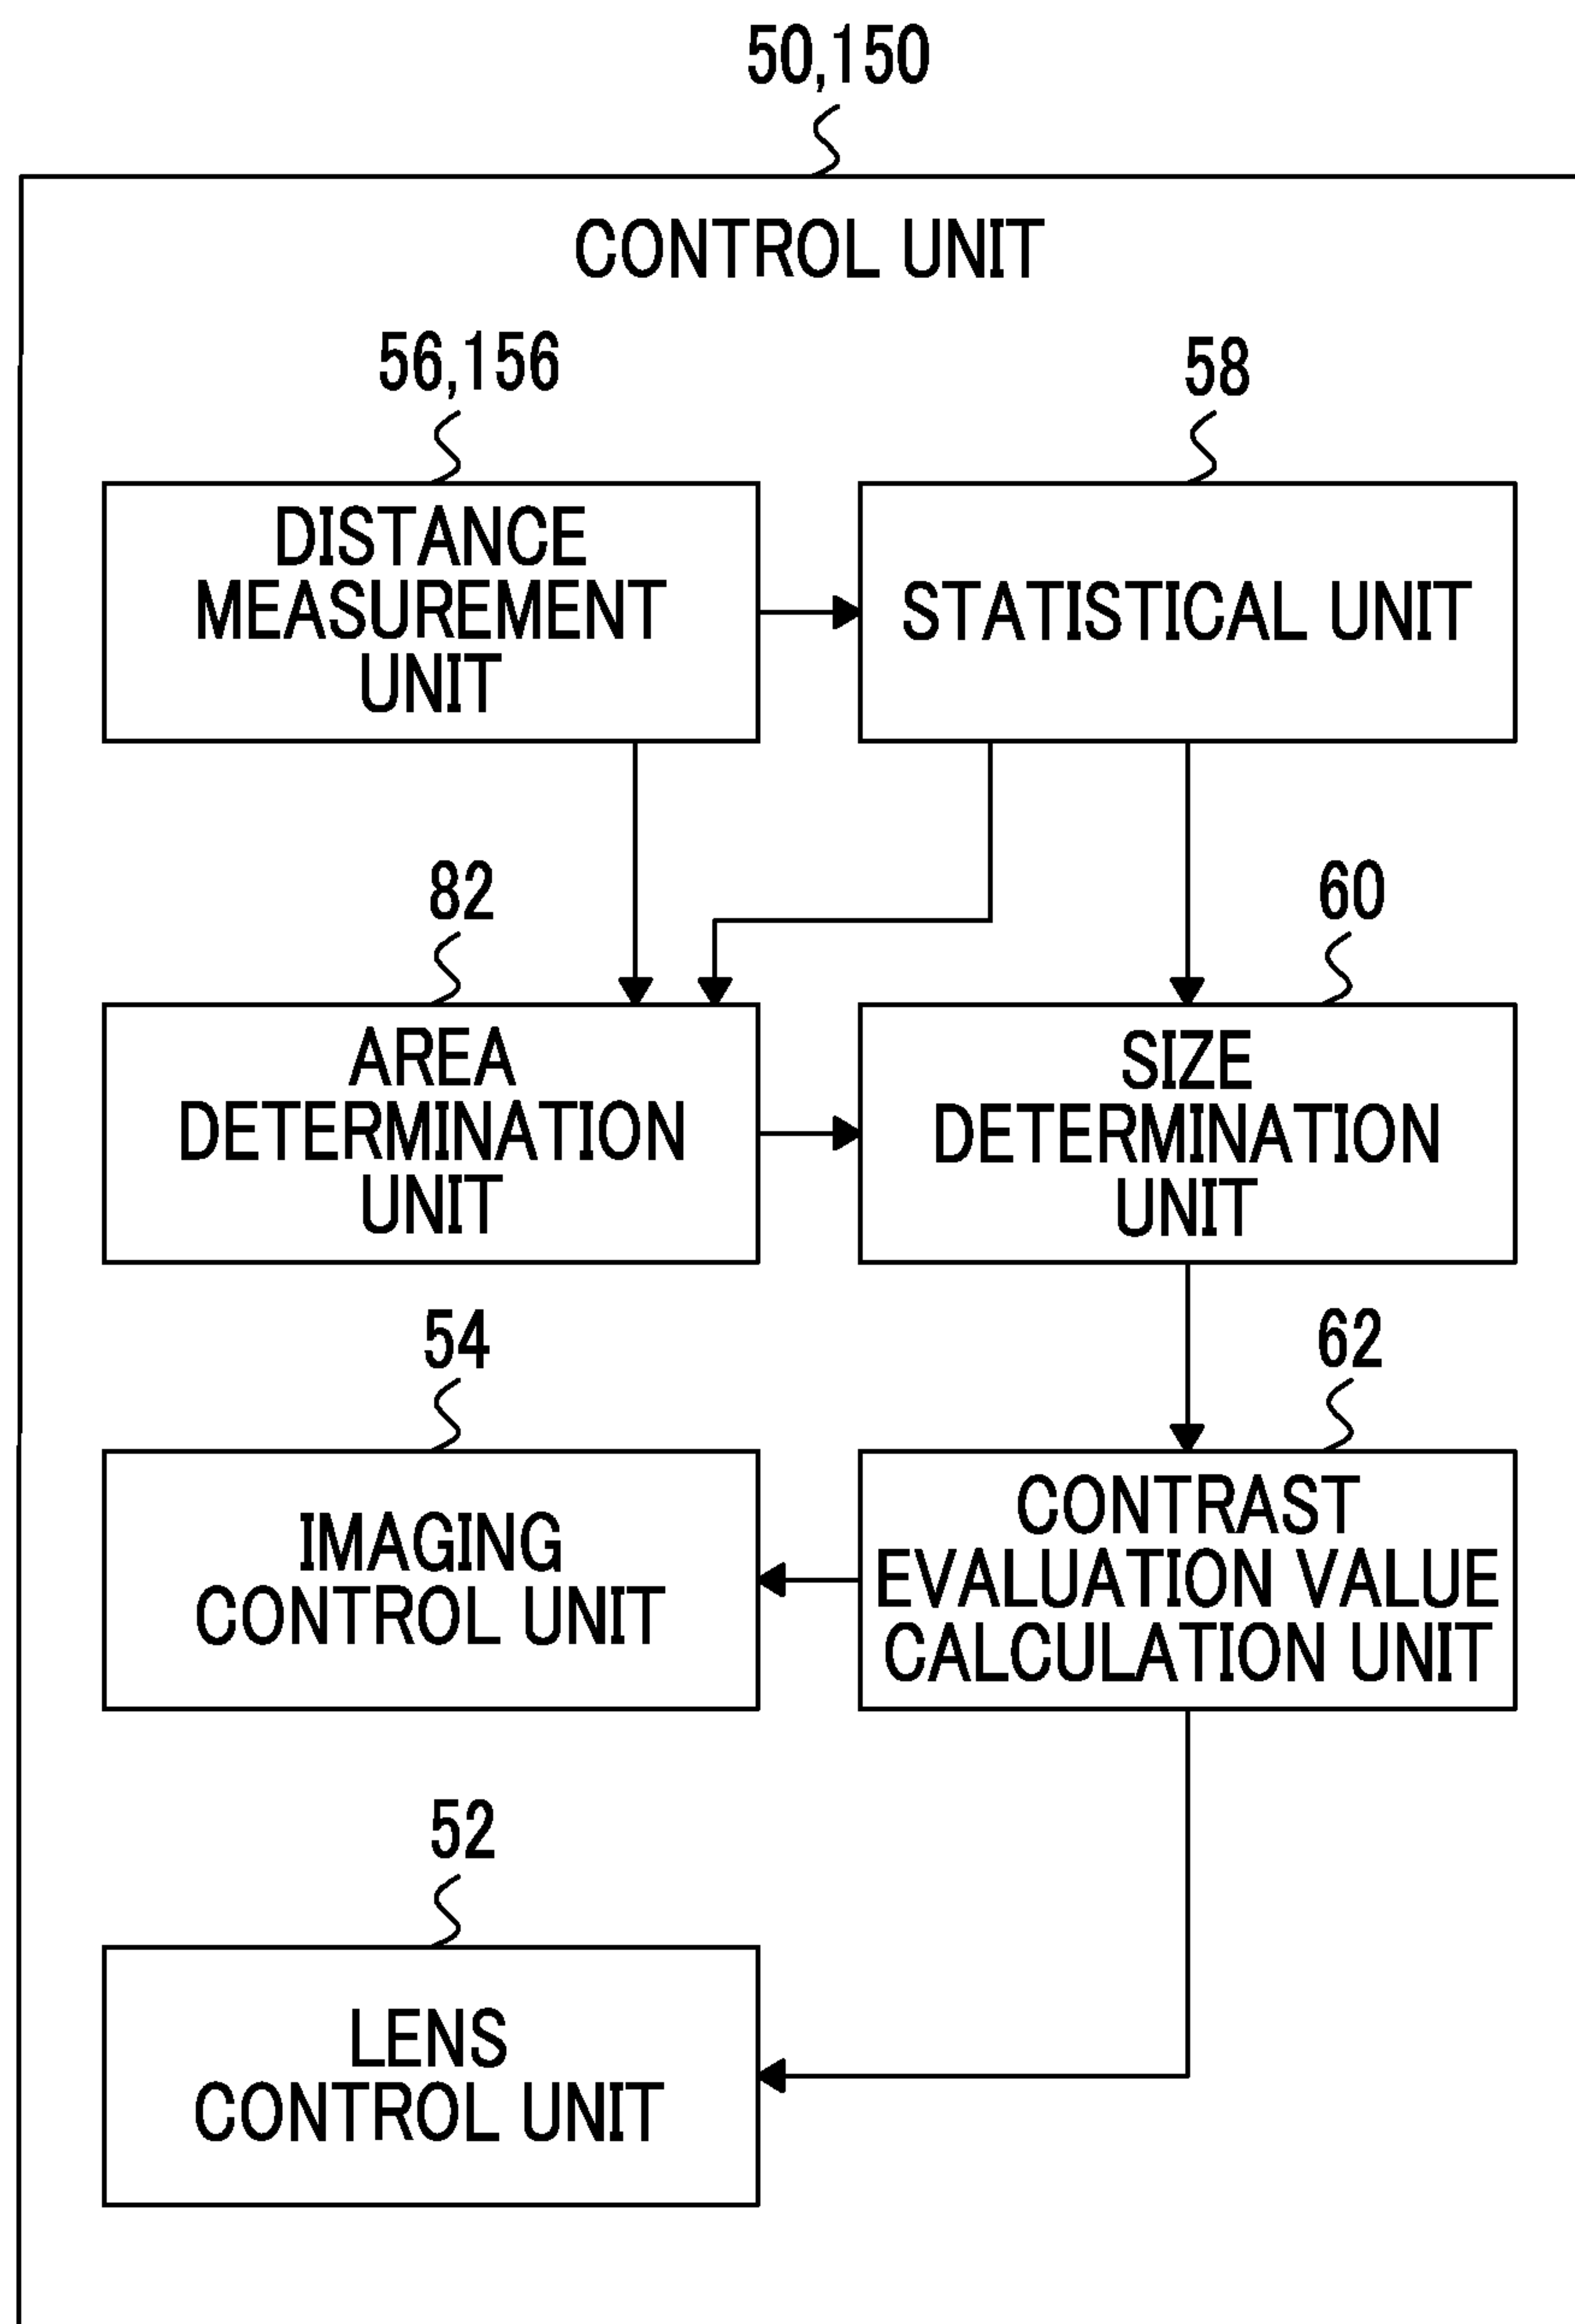 50,150
CONTROL UNIT
56,156
58
DISTANCE
MEASUREMENT
UNIT
STATISTICAL UNIT
82
60
AREA
DETERMINATION
UNIT
SIZE
DETERMINATION
UNIT
54
62
IMAGING
CONTROL UNIT
CONTRAST
EVALUATION VALUE
CALCULATION UNIT
52
LENS
CONTROL UNIT